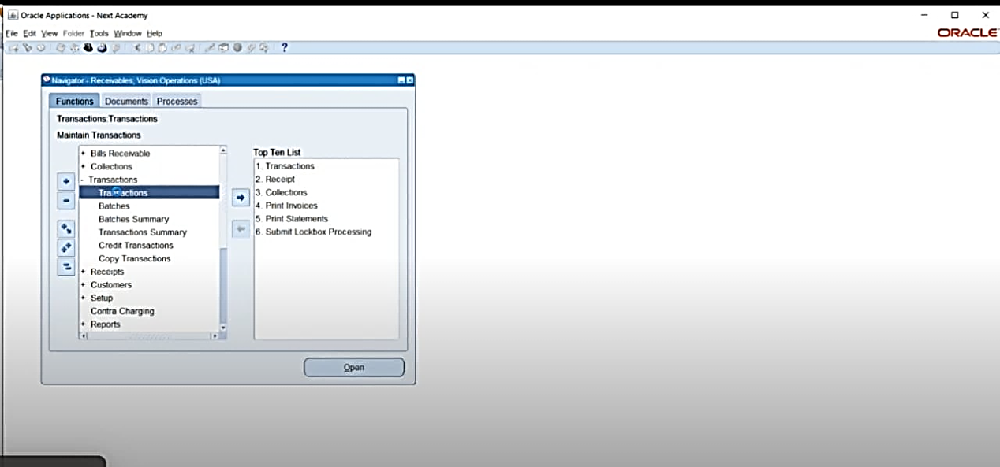 Oracle Applications - Next Academy
File Edit View Folder Tools Window Help
ORACLE
?
Navigator - Receivables, Vision Operations (USA)
Functions Documents Processes
Transactions:Transactions
Maintain Transactions
+ Bills Receivable
+ Collections
- Transactions
Transactions
Batches
Batches Summary
Transactions Summary
Credit Transactions
Copy Transactions
+ Receipts
+ Customers
+ Setup
Contra Charging
+ Reports
Top Ten List
1. Transactions
2. Receipt
3. Collections
4. Print Invoices
5. Print Statements
6. Submit Lockbox Processing
Open